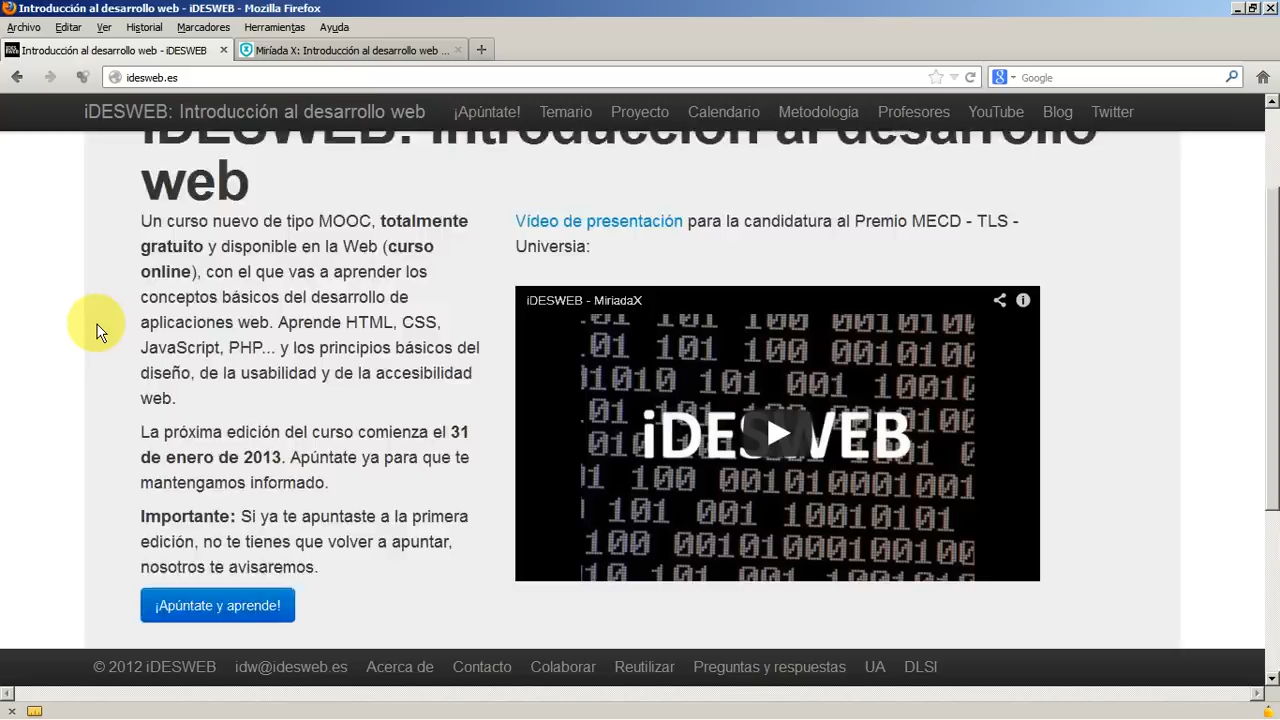 Introducción al desarrollo web - iDESWEB - Mozilla Firefox
Archivo Editar Ver Historial Marcadores Herramientas Ayuda
Introducción al desarrollo web - iDESWEB
Miríada X: Introducción al desarrollo web ...
idesweb.es
Google
iDESWEB: Introducción al desarrollo web ¡Apúntate! Temario Proyecto Calendario Metodología Profesores YouTube Blog Twitter
iDESWEB: Introducción al desarrollo
web
Un curso nuevo de tipo MOOC, totalmente
gratuito y disponible en la Web (curso
online), con el que vas a aprender los
conceptos básicos del desarrollo de
aplicaciones web. Aprende HTML, CSS,
JavaScript, PHP... y los principios básicos del
diseño, de la usabilidad y de la accesibilidad
web.
La próxima edición del curso comienza el 31
de enero de 2013. Apúntate ya para que te
mantengamos informado.
Importante: Si ya te apuntaste a la primera
edición, no te tienes que volver a apuntar,
nosotros te avisaremos.
¡Apúntate y aprende!
Vídeo de presentación para la candidatura al Premio MECD - TLS -
Universia:
iDESWEB - MiriadaX
iDESWEB
© 2012 iDESWEB idw@idesweb.es Acerca de Contacto Colaborar Reutilizar Preguntas y respuestas UA DLSI